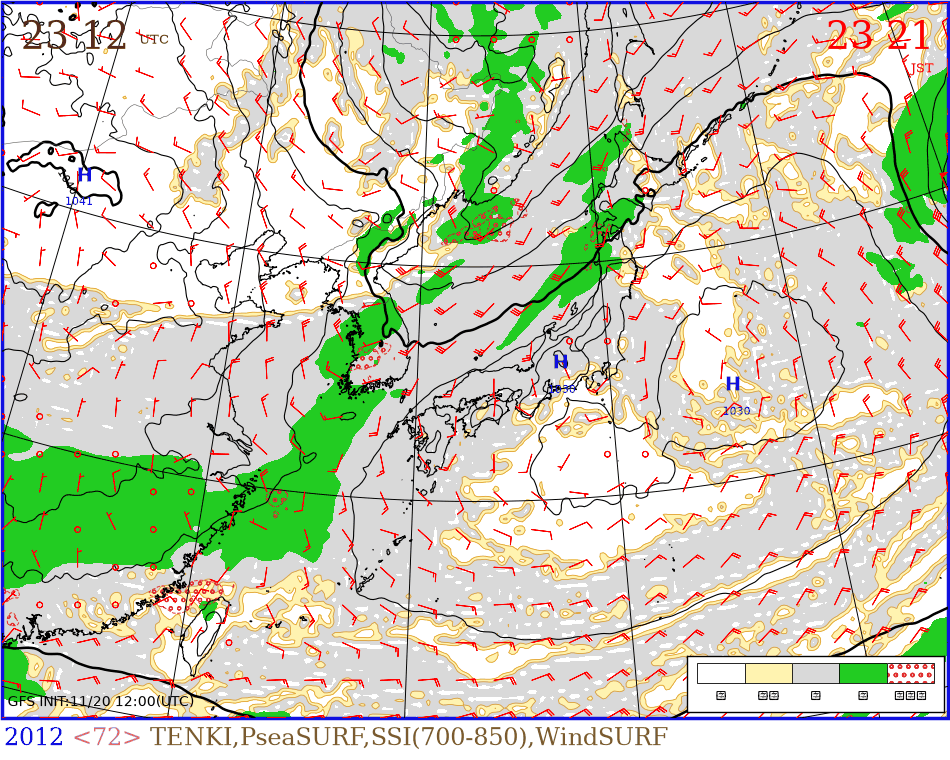 23 12 UTC
23 21
JST
H
1041
H
H
1030
GFS INIT:11/20 12:00(UTC)
2012 <72> TENKI,PseaSURF,SSI(700-850),WindSURF